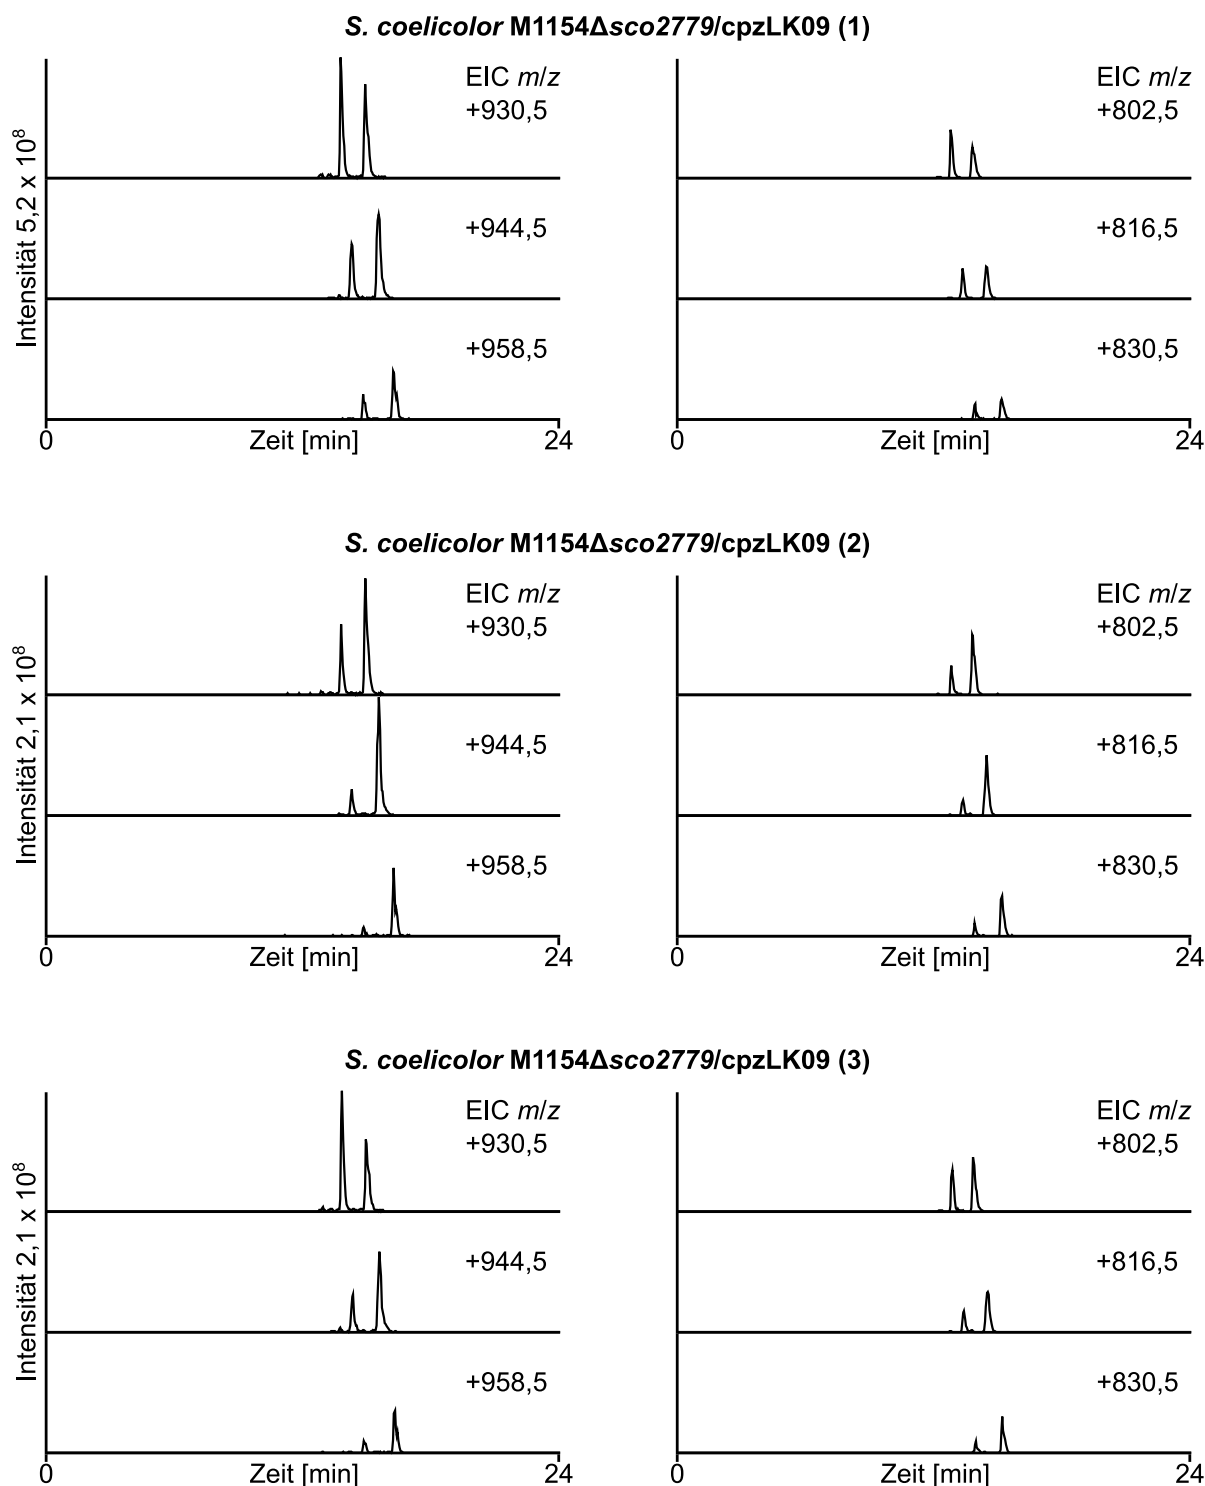 S. coelicolor M1154Δsco2779/cpzLK09 (1)
Intensität 5,2 x 10⁸
EIC m/z
+930,5
+944,5
+958,5
0
Zeit [min]
24
EIC m/z
+802,5
+816,5
+830,5
0
Zeit [min]
24
S. coelicolor M1154Δsco2779/cpzLK09 (2)
Intensität 2,1 x 10⁸
EIC m/z
+930,5
+944,5
+958,5
0
Zeit [min]
24
EIC m/z
+802,5
+816,5
+830,5
0
Zeit [min]
24
S. coelicolor M1154Δsco2779/cpzLK09 (3)
Intensität 2,1 x 10⁸
EIC m/z
+930,5
+944,5
+958,5
0
Zeit [min]
24
EIC m/z
+802,5
+816,5
+830,5
0
Zeit [min]
24